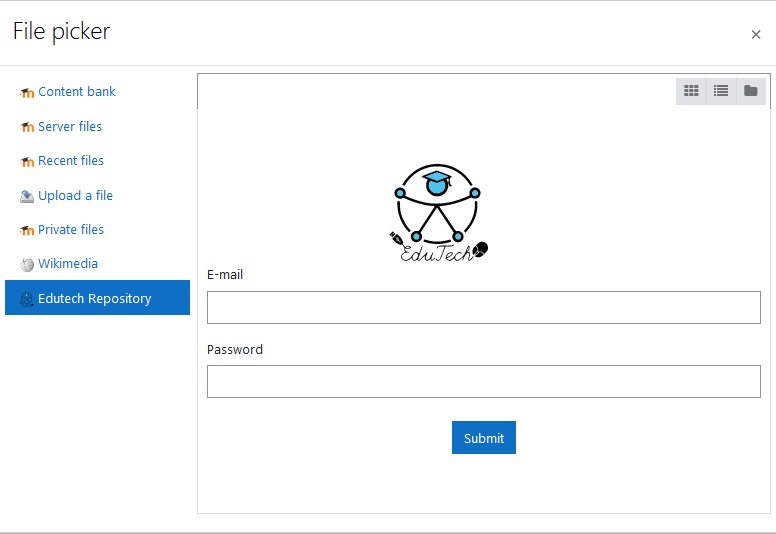 File picker
×
Content bank
Server files
Recent files
Upload a file
Private files
Wikimedia
Edutech Repository
EduTech
E-mail
Password
Submit